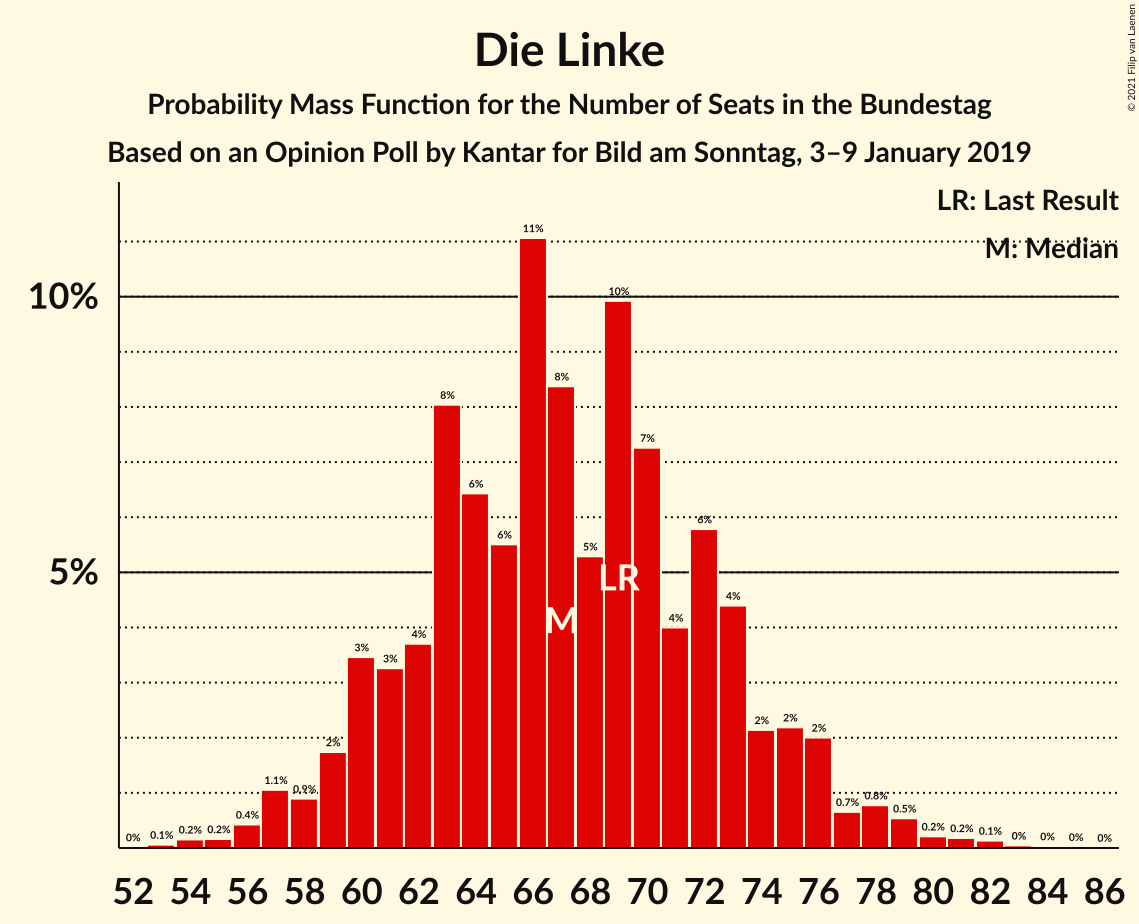 Die Linke
Probability Mass Function for the Number of Seats in the Bundestag
Based on an Opinion Poll by Kantar for Bild am Sonntag, 3–9 January 2019
© 2021 Filip van Laenen
LR: Last Result
M: Median
10%
5%
0% 0.1% 0.2% 0.2% 0.4% 1.1% 0.9% 2% 3% 3% 4% 8% 6% 6% 11% 8% 5% 10% 7% 4% 6% 4% 2% 2% 2% 0.7% 0.8% 0.5% 0.2% 0.2% 0.1% 0% 0% 0% 0%
LR
M
52 54 56 58 60 62 64 66 68 70 72 74 76 78 80 82 84 86